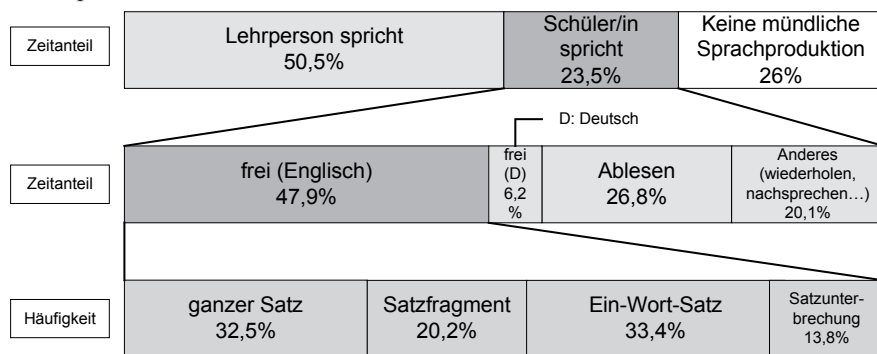 Zeitanteil
Lehrperson spricht
50,5%
Schüler/in
spricht
23,5%
Keine mündliche
Sprachproduktion
26%
D: Deutsch
Zeitanteil
frei (Englisch)
47,9%
frei
(D)
6,2
%
Ablesen
26,8%
Anderes
(wiederholen,
nachsprechen…)
20,1%
Häufigkeit
ganzer Satz
32,5%
Satzfragment
20,2%
Ein-Wort-Satz
33,4%
Satzunter-
brechung
13,8%